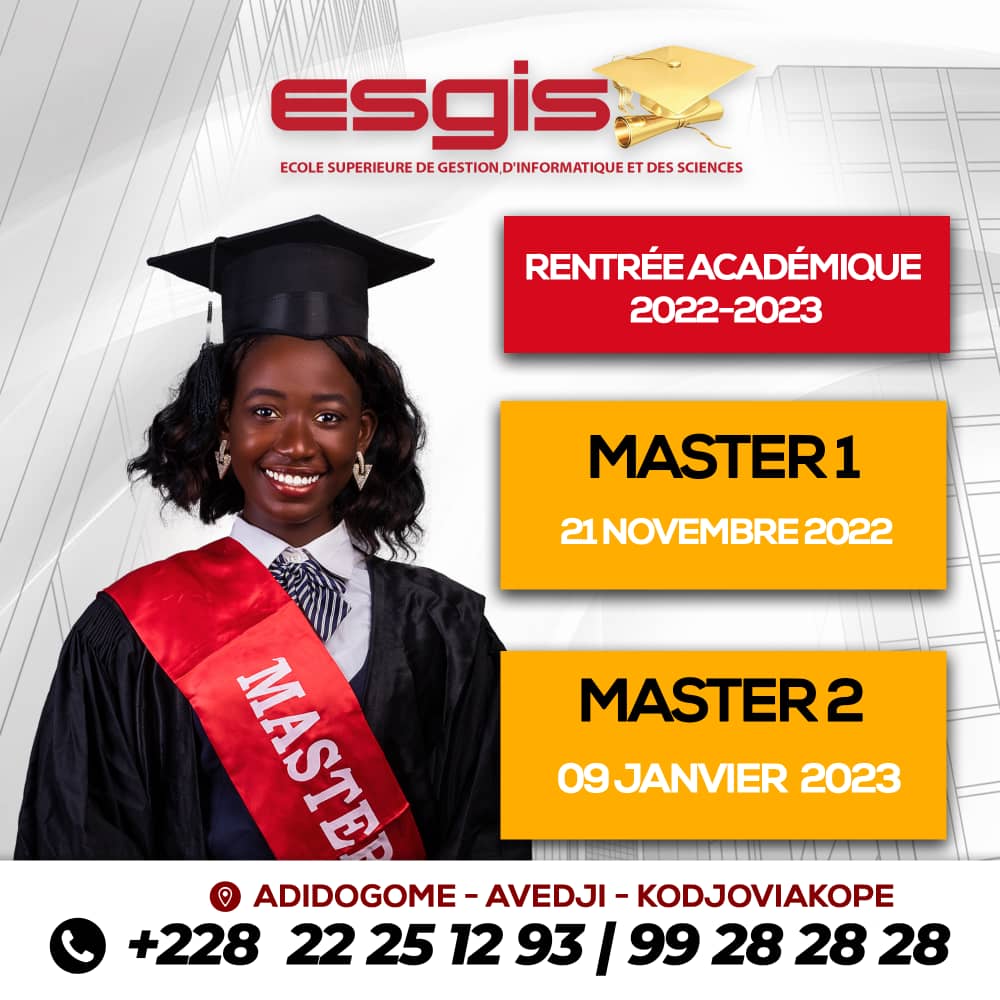 esgis
ECOLE SUPERIEURE DE GESTION,D'INFORMATIQUE ET DES SCIENCES
RENTRÉE ACADÉMIQUE
2022-2023
MASTER 1
21 NOVEMBRE 2022
MASTER 2
09 JANVIER 2023
MASTER
ADIDOGOME - AVEDJI - KODJOVIAKOPE
+228 22 25 12 93 / 99 28 28 28